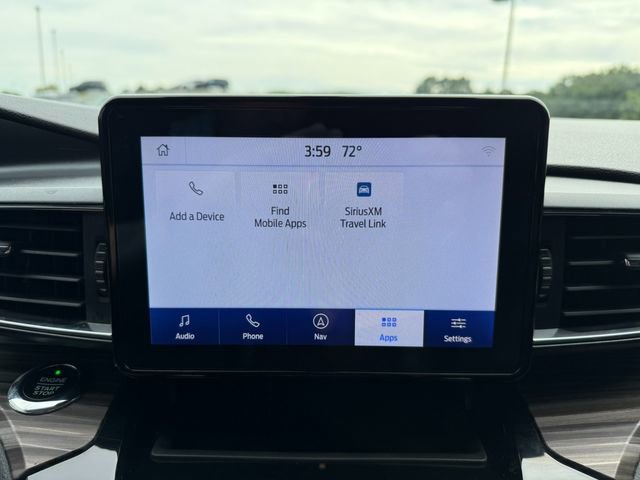 3:59 72°
Add a Device
Find
Mobile Apps
SiriusXM
Travel Link
Audio
Phone
Nav
Apps
Settings
ENGINE
START
STOP